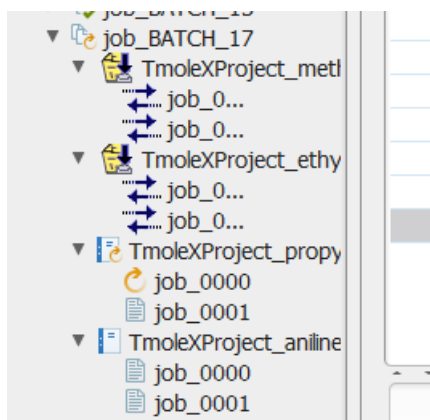 job_BATCH_17
TmoleXProject_meth
job_0...
job_0...
TmoleXProject_ethy
job_0...
job_0...
TmoleXProject_propy
job_0000
job_0001
TmoleXProject_aniline
job_0000
job_0001